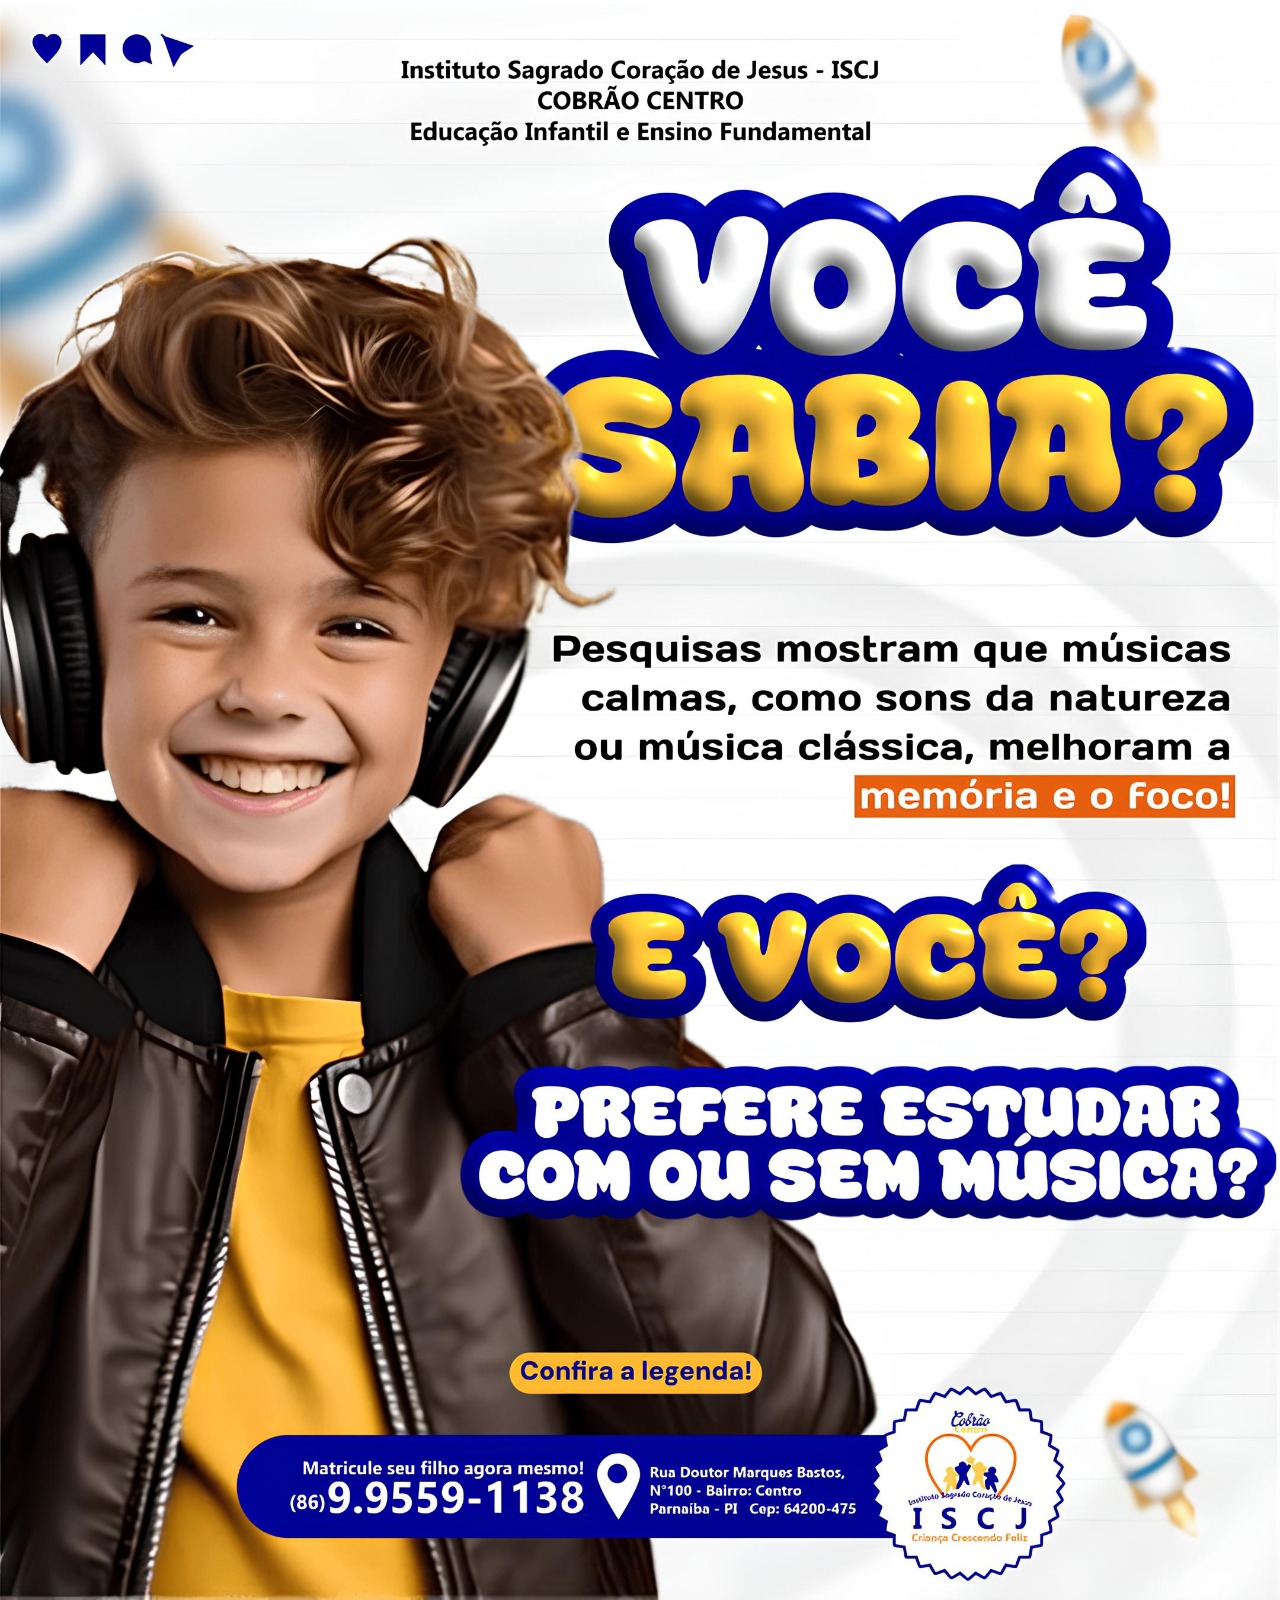 Instituto Sagrado Coração de Jesus - ISCJ
COBRÃO CENTRO
Educação Infantil e Ensino Fundamental
VOCÊ
SABIA?
Pesquisas mostram que músicas
calmas, como sons da natureza
ou música clássica, melhoram a
memória e o foco!
E VOCÊ?
PREFERE ESTUDAR
COM OU SEM MÚSICA?
Confira a legenda!
Matricule seu filho agora mesmo!
(86)9.9559-1138
Rua Doutor Marques Bastos,
N°100 - Bairro: Centro
Parnaíba - PI Cep: 64200-475
Cobrão
Centro
Instituto Sagrado Coração de Jesus
I S C J
Criança Crescendo Feliz